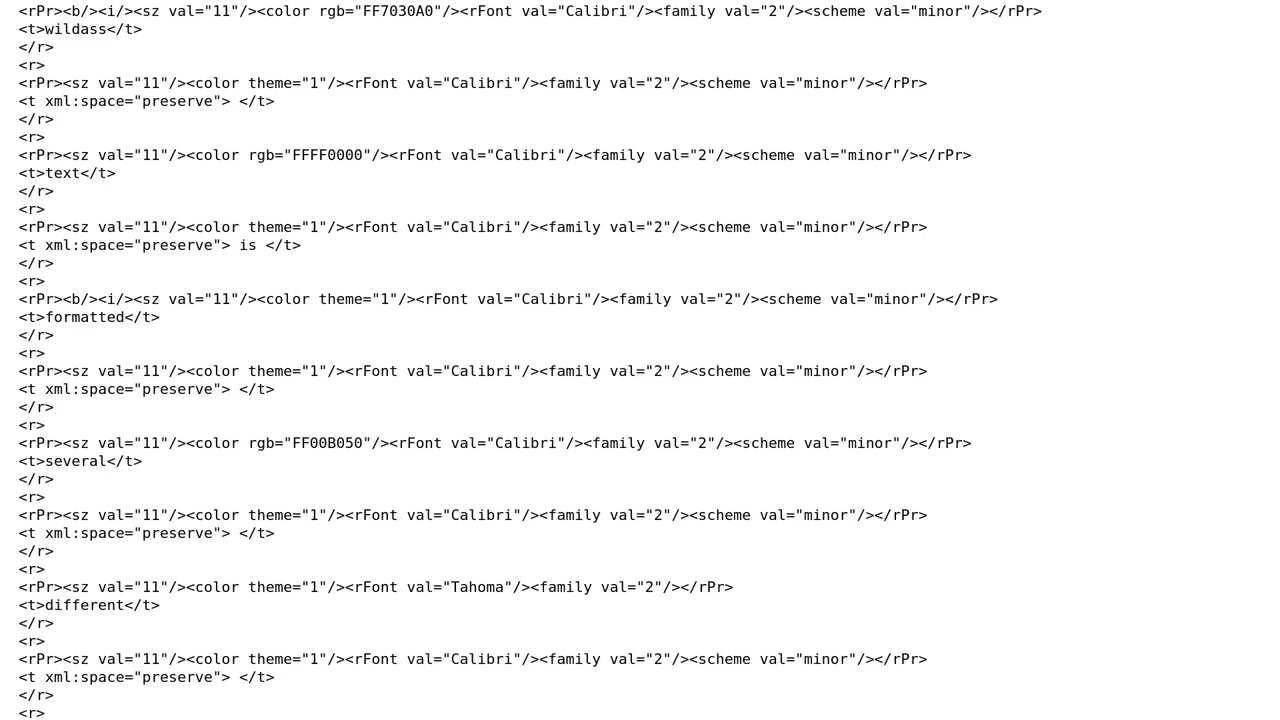 <rPr><b/><i/><sz val="11"/><color rgb="FF7030A0"/><rFont val="Calibri"/><family val="2"/><scheme val="minor"/></rPr>
<t>wildass</t>
</r>
<r>
<rPr><sz val="11"/><color theme="1"/><rFont val="Calibri"/><family val="2"/><scheme val="minor"/></rPr>
<t xml:space="preserve"> </t>
</r>
<r>
<rPr><sz val="11"/><color rgb="FFFF0000"/><rFont val="Calibri"/><family val="2"/><scheme val="minor"/></rPr>
<t>text</t>
</r>
<r>
<rPr><sz val="11"/><color theme="1"/><rFont val="Calibri"/><family val="2"/><scheme val="minor"/></rPr>
<t xml:space="preserve"> is </t>
</r>
<r>
<rPr><b/><i/><sz val="11"/><color theme="1"/><rFont val="Calibri"/><family val="2"/><scheme val="minor"/></rPr>
<t>formatted</t>
</r>
<r>
<rPr><sz val="11"/><color theme="1"/><rFont val="Calibri"/><family val="2"/><scheme val="minor"/></rPr>
<t xml:space="preserve"> </t>
</r>
<r>
<rPr><sz val="11"/><color rgb="FF00B050"/><rFont val="Calibri"/><family val="2"/><scheme val="minor"/></rPr>
<t>several</t>
</r>
<r>
<rPr><sz val="11"/><color theme="1"/><rFont val="Calibri"/><family val="2"/><scheme val="minor"/></rPr>
<t xml:space="preserve"> </t>
</r>
<r>
<rPr><sz val="11"/><color theme="1"/><rFont val="Tahoma"/><family val="2"/></rPr>
<t>different</t>
</r>
<r>
<rPr><sz val="11"/><color theme="1"/><rFont val="Calibri"/><family val="2"/><scheme val="minor"/></rPr>
<t xml:space="preserve"> </t>
</r>
<r>